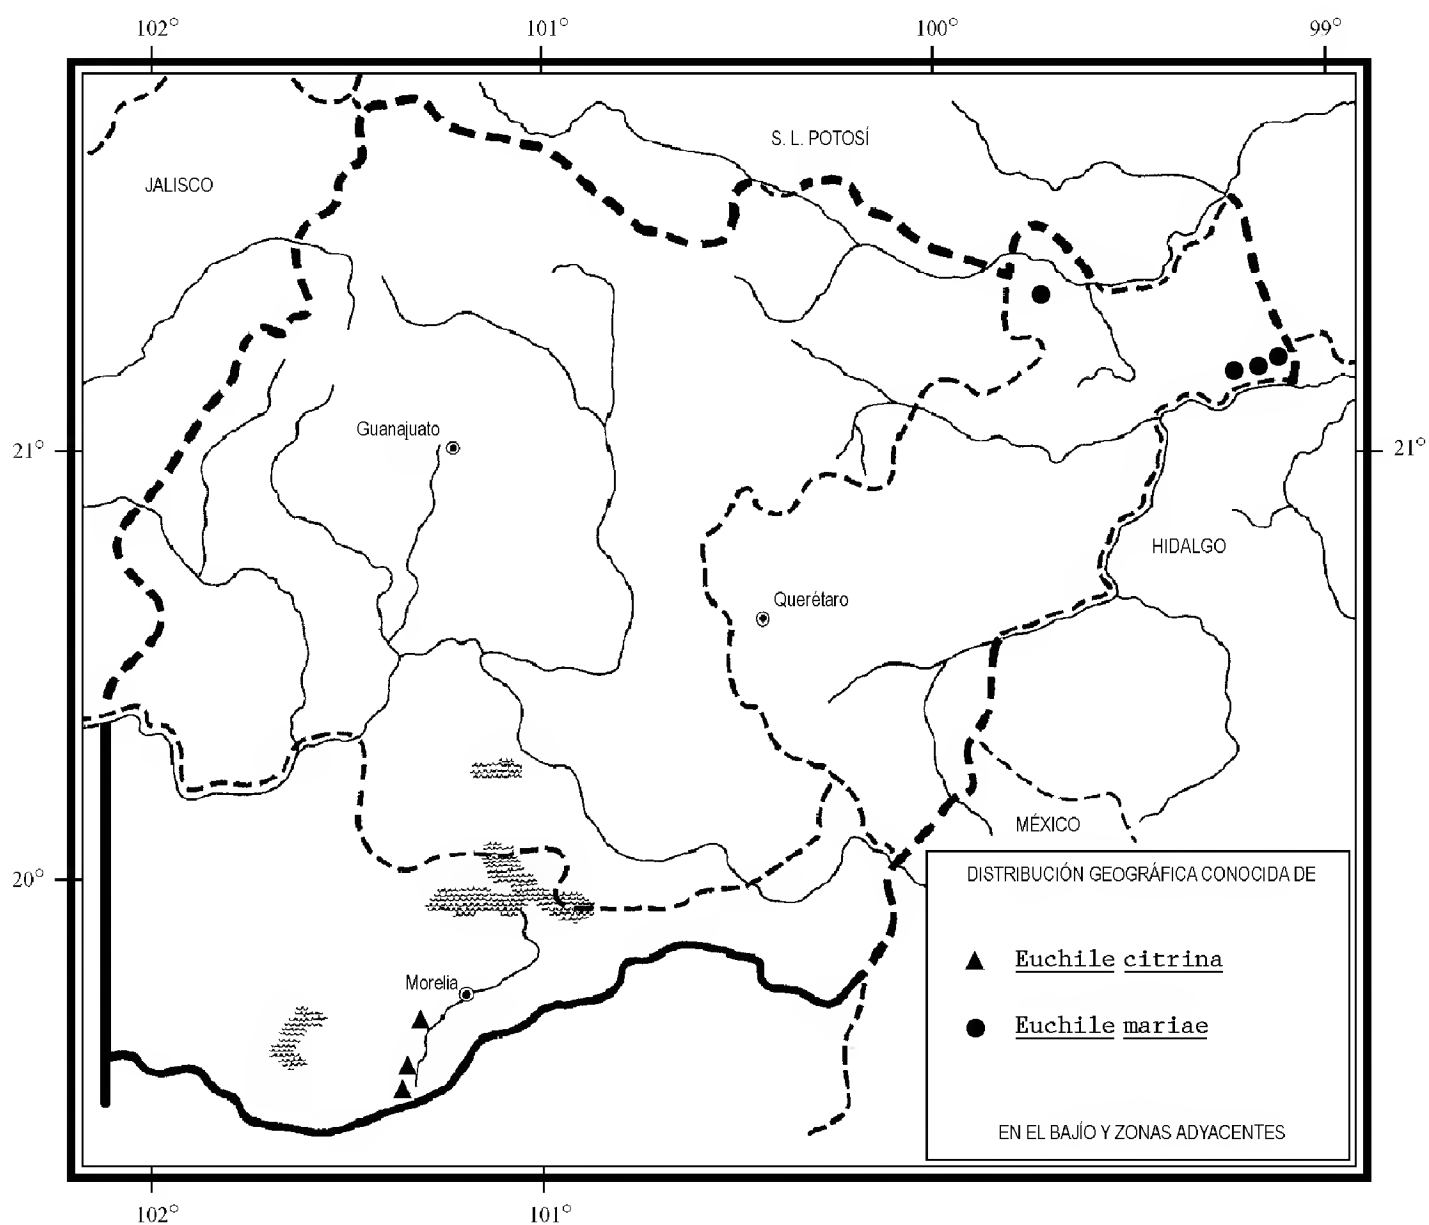 102° 101° 100° 99°
S. L. POTOSÍ
JALISCO
Guanajuato
21° 21°
HIDALGO
Querétaro
MÉXICO
20°
DISTRIBUCIÓN GEOGRÁFICA CONOCIDA DE
Euchile citrina
Morelia
Euchile mariae
EN EL BAJÍO Y ZONAS ADYACENTES
102° 101°